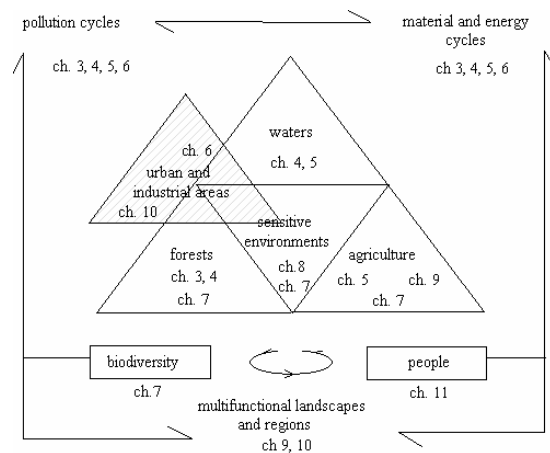 pollution cycles
ch. 3, 4, 5, 6
material and energy
cycles
ch 3, 4, 5, 6
waters
ch. 4, 5
ch. 6
urban and
industrial areas
ch. 10
sensitive
environments
ch.8
ch. 7
forests
ch. 3, 4
ch. 7
agriculture
ch. 5 ch. 9
ch. 7
biodiversity
ch.7
people
ch. 11
multifunctional landscapes
and regions
ch 9, 10